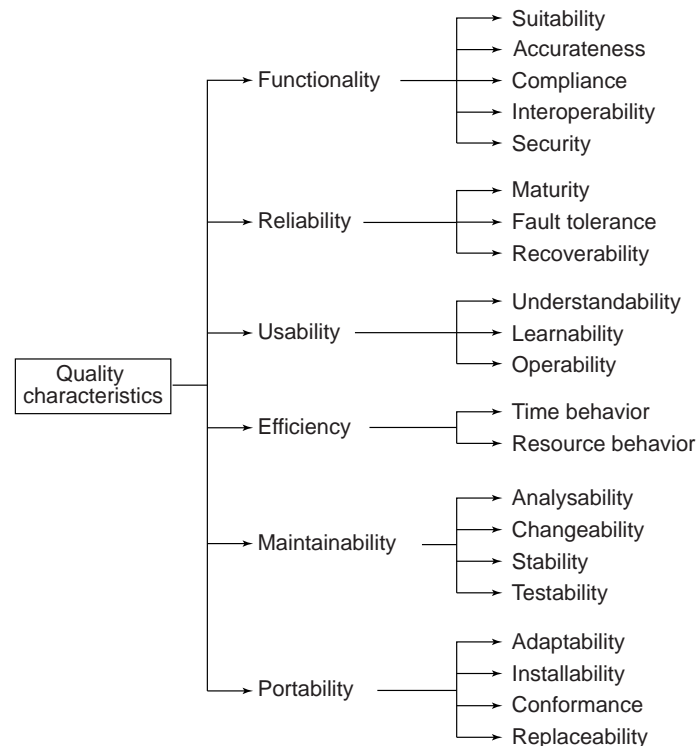 Quality
characteristics
Functionality
Suitability
Accurateness
Compliance
Interoperability
Security
Reliability
Maturity
Fault tolerance
Recoverability
Usability
Understandability
Learnability
Operability
Efficiency
Time behavior
Resource behavior
Maintainability
Analysability
Changeability
Stability
Testability
Portability
Adaptability
Installability
Conformance
Replaceability